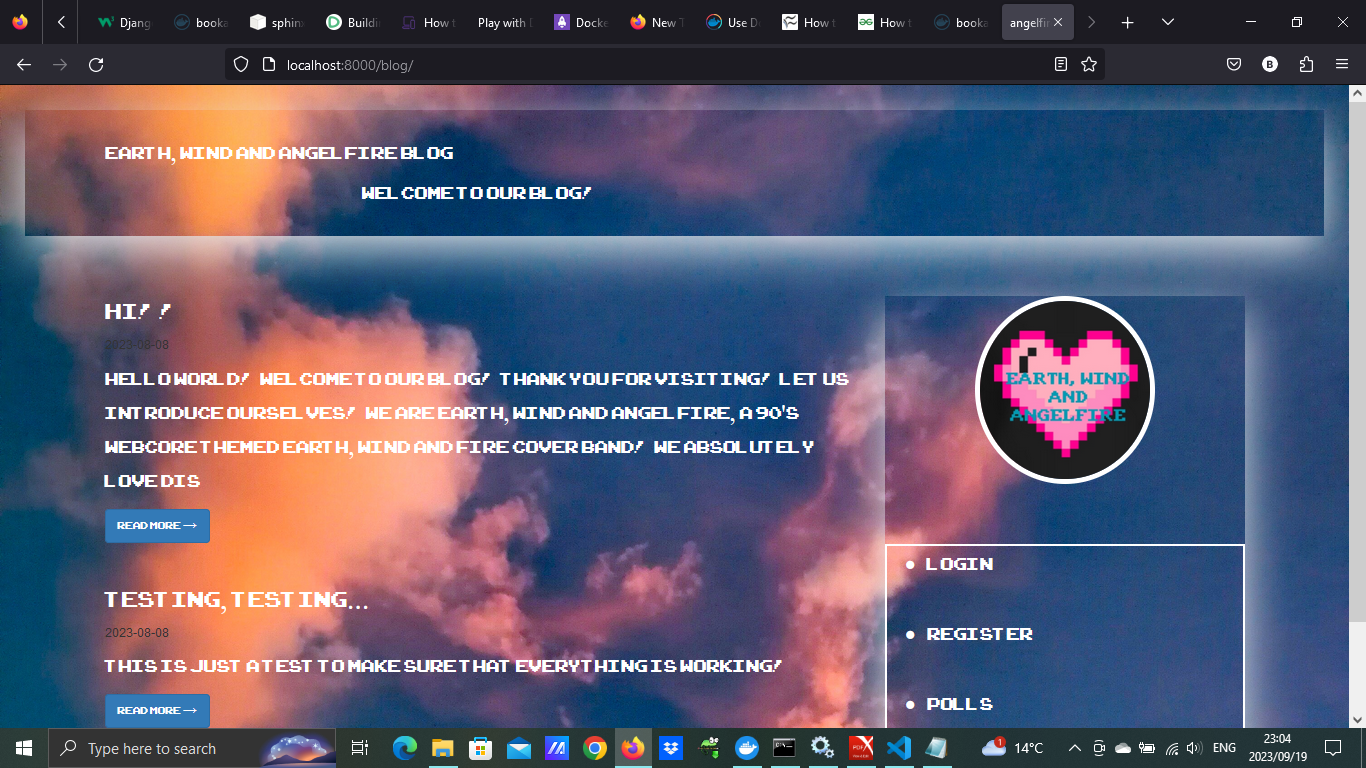 Djang
booka
sphinx
Buildin
How t
Play with D
Docke
New T
Use Do
How t
How t
booka
angelfir
localhost:8000/blog/
EARTH, WIND AND ANGELFIRE BLOG
WELCOME TO OUR BLOG!
HI! !
2023-08-08
HELLO WORLD! WELCOME TO OUR BLOG! THANK YOU FOR VISITING! LET US
INTRODUCE OURSELVES! WE ARE EARTH, WIND AND ANGELFIRE, A 90'S
WEBCORE THEMED EARTH, WIND AND FIRE COVER BAND! WE ABSOLUTELY
LOVE DIS
READ MORE →
TESTING, TESTING...
2023-08-08
THIS IS JUST A TEST TO MAKE SURE THAT EVERYTHING IS WORKING!
READ MORE →
EARTH, WIND
AND
ANGELFIRE
• LOGIN
• REGISTER
• POLLS
Type here to search
1
14°C
ENG
23:04
2023/09/19